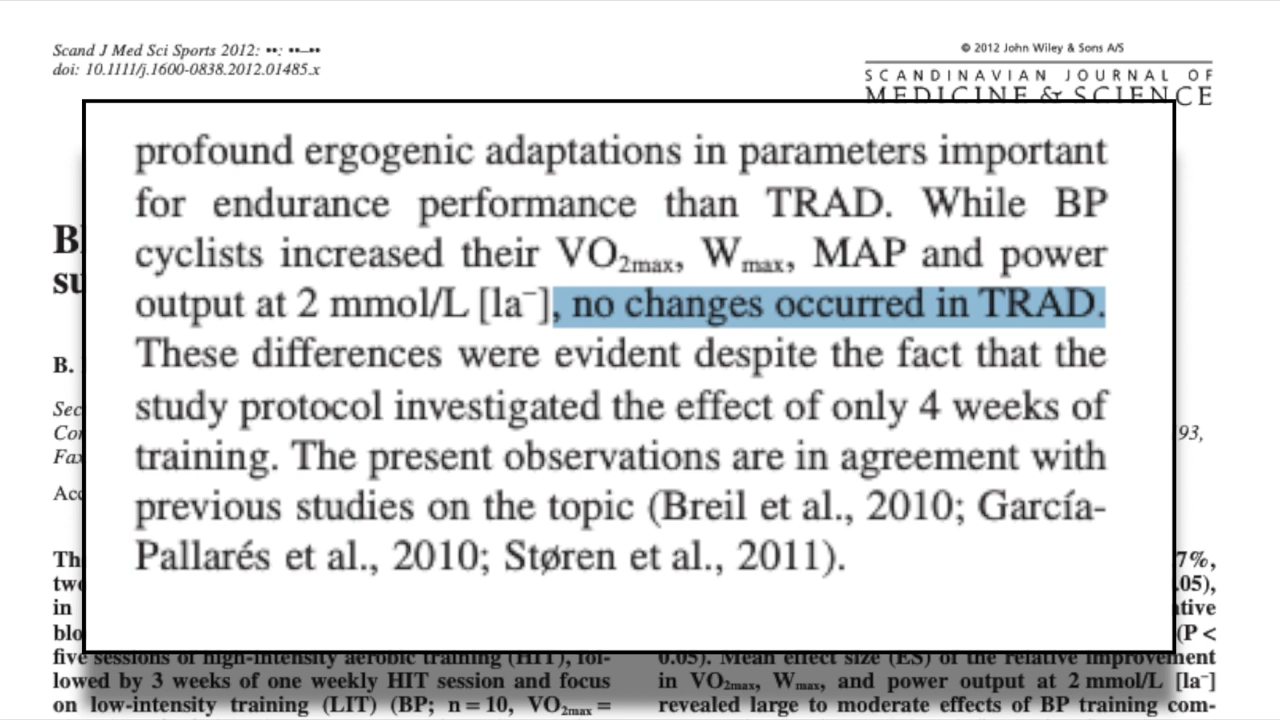 Scand J Med Sci Sports 2012: ••: ••–••
doi: 10.1111/j.1600-0838.2012.01485.x
© 2012 John Wiley & Sons A/S
SCANDINAVIAN JOURNAL OF
MEDICINE & SCIENCE
profound ergogenic adaptations in parameters important
for endurance performance than TRAD. While BP
cyclists increased their VO2max, Wmax, MAP and power
output at 2 mmol/L [la−], no changes occurred in TRAD.
These differences were evident despite the fact that the
study protocol investigated the effect of only 4 weeks of
training. The present observations are in agreement with
previous studies on the topic (Breil et al., 2010; García-
Pallarés et al., 2010; Støren et al., 2011).
B.
93,
7%,
.05),
in
(P <
five sessions of high-intensity aerobic training (HIT), fol-
lowed by 3 weeks of one weekly HIT session and focus
on low-intensity training (LIT) (BP; n = 10, VO2max =
0.05). Mean effect size (ES) of the relative improvement
in VO2max, Wmax, and power output at 2 mmol/L [la−]
revealed large to moderate effects of BP training com-